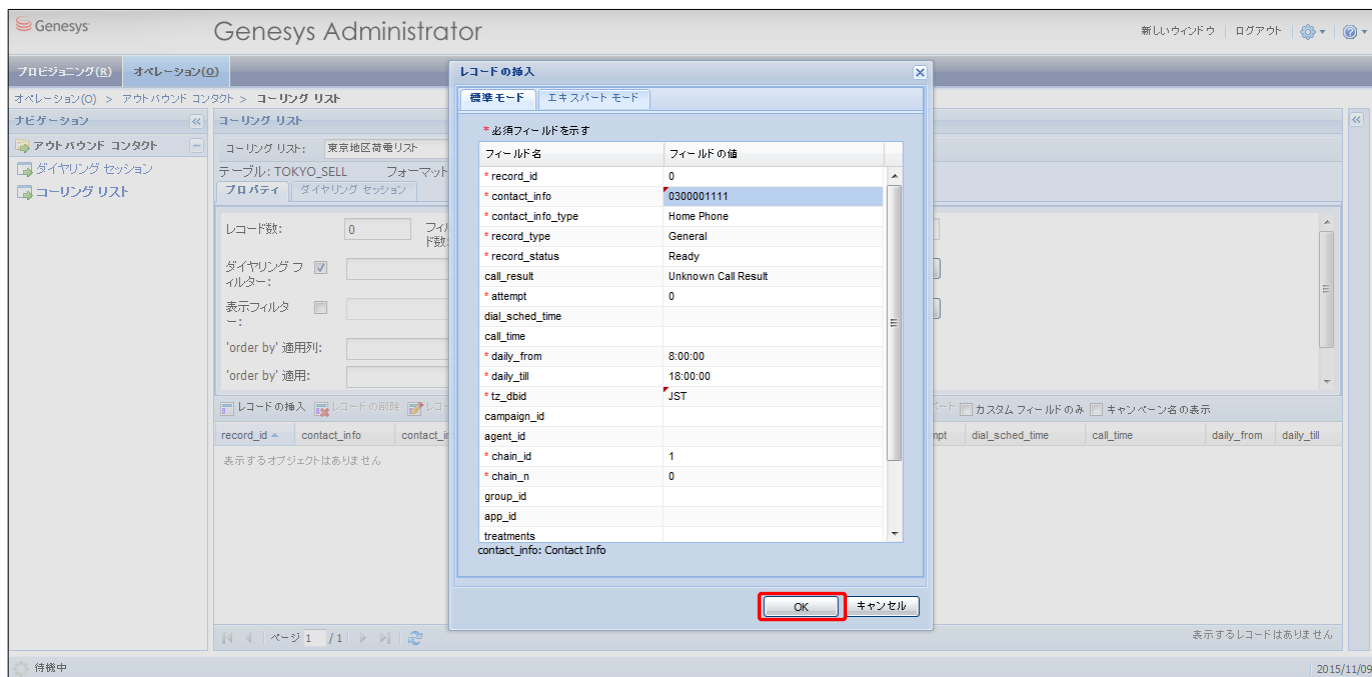 Genesys
Genesys Administrator
新しいウィンドウ ログアウト
プロビジョニング(R) オペレーション(O)
オペレーション(O) > アウトバウンド コンタクト > コーリング リスト
ナビゲーション
アウトバウンド コンタクト
ダイヤリング セッション
コーリング リスト
コーリング リスト
コーリング リスト: 東京地区荷電リスト
テーブル: TOKYO_SELL フォーマット
プロパティ ダイヤリング セッション
レコード数: 0
ド数:
ダイヤリング フィルター:
表示フィルター:
'order by' 適用列:
'order by' 適用:
レコードの挿入 レコードの削除 カスタム フィールドのみ キャンペーン名の表示
record_id contact_info dial_sched_time call_time daily_from daily_till
表示するオブジェクトはありません
レコードの挿入
標準モード エキスパート モード
* 必須フィールドを示す
フィールド名 フィールドの値
* record_id 0
* contact_info 0300001111
* contact_info_type Home Phone
* record_type General
* record_status Ready
call_result Unknown Call Result
* attempt 0
dial_sched_time
call_time
* daily_from 8:00:00
* daily_till 18:00:00
* tz_dbid JST
campaign_id
agent_id
* chain_id 1
* chain_n 0
group_id
app_id
treatments
contact_info: Contact Info
OK キャンセル
ページ 1 / 1
表示するレコードはありません
待機中
2015/11/09